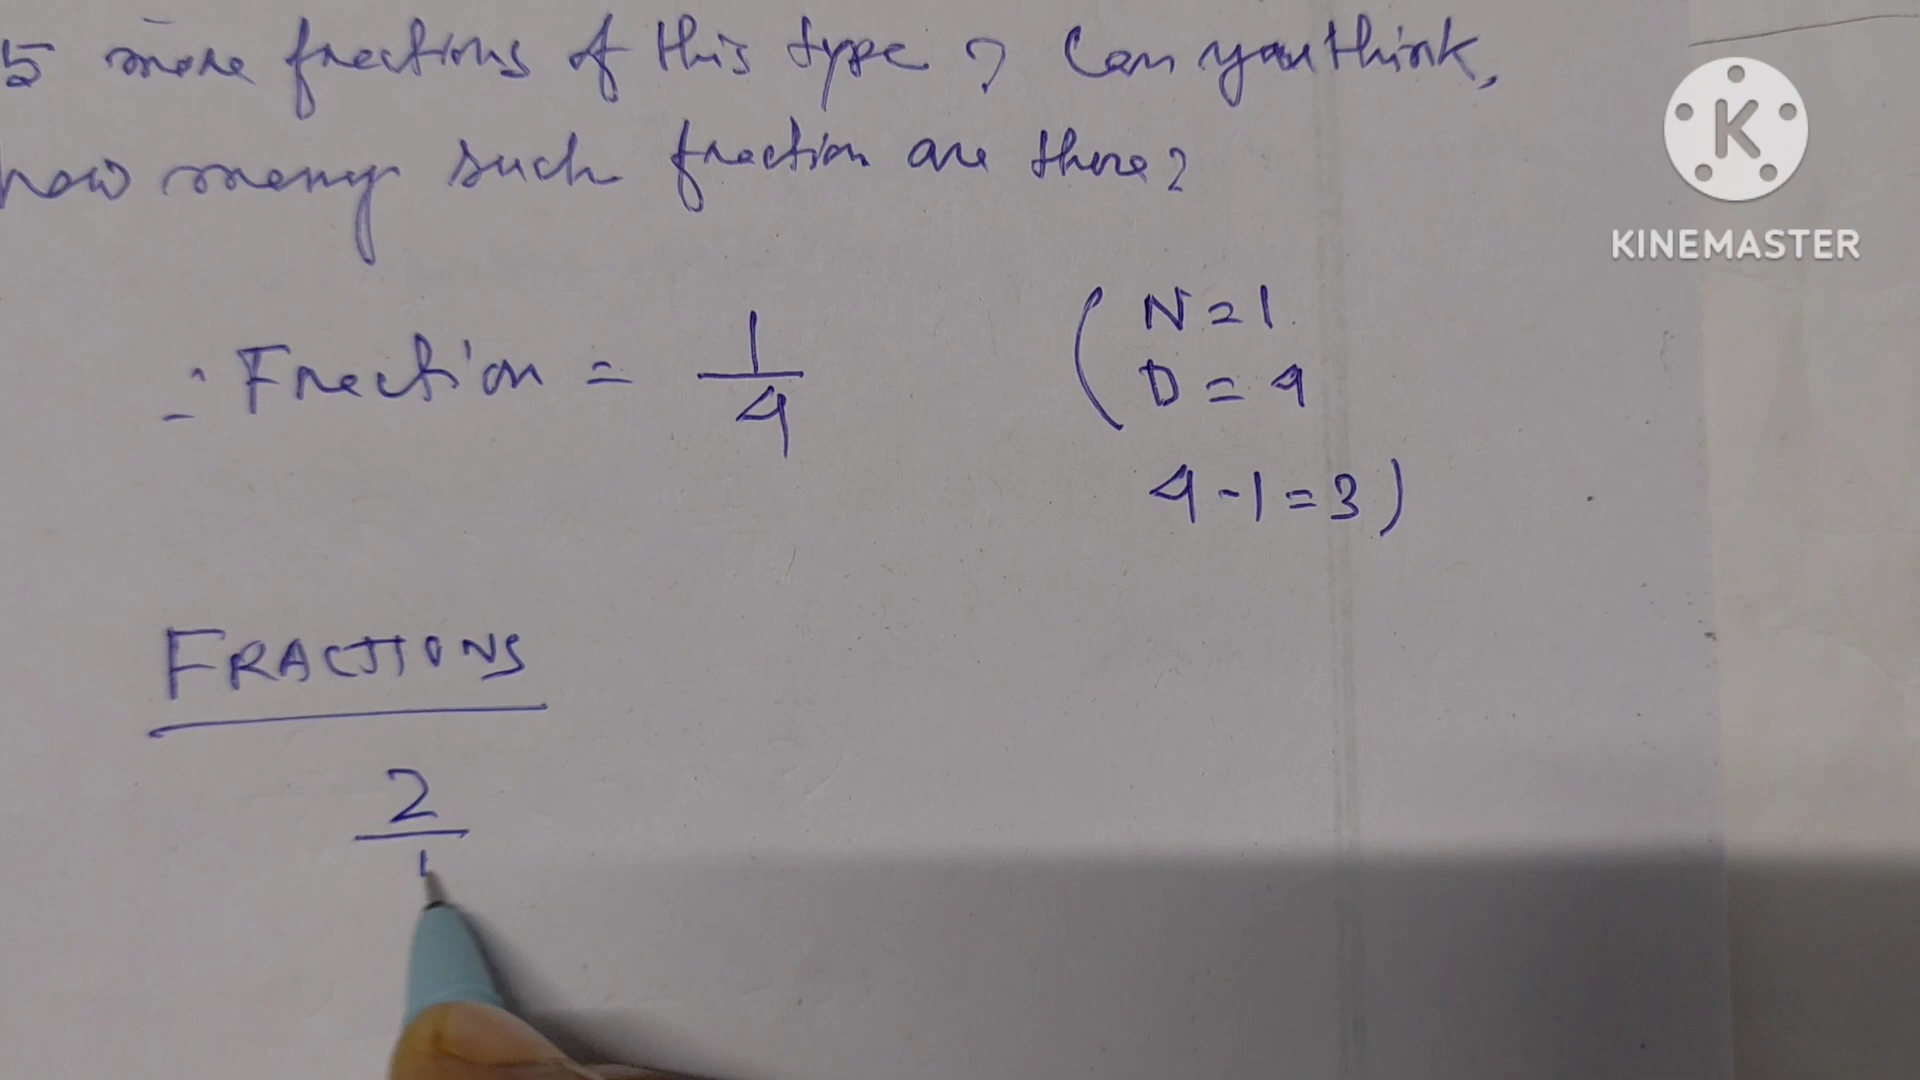 5 more fractions of this type? Can you think,
how many such fraction are there?
K
KINEMASTER
∴ Fraction = 1/4 ( N = 1
D = 4
4 - 1 = 3 )
FRACTIONS
2